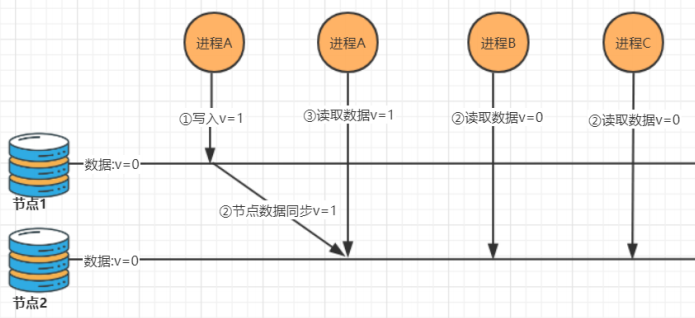 进程A
进程A
进程B
进程C
①写入v=1
③读取数据v=1
②读取数据v=0
②读取数据v=0
数据:v=0
节点1
②节点数据同步v=1
数据:v=0
节点2